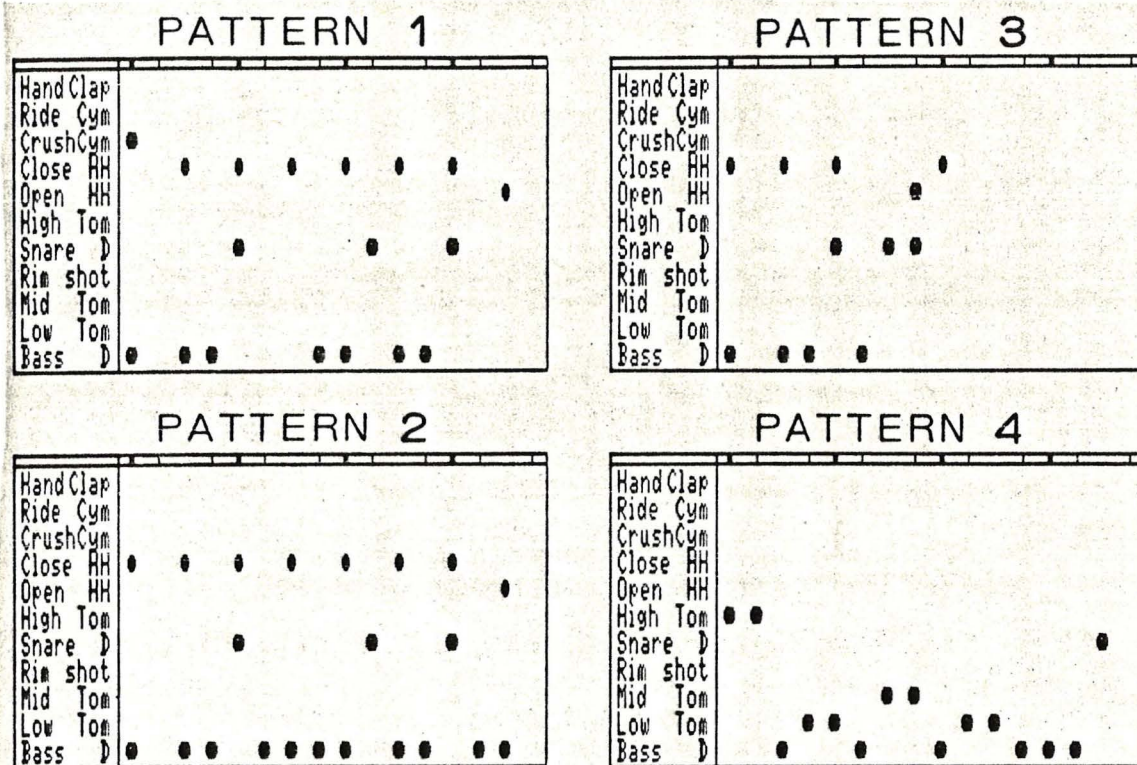 PATTERN 1
Hand Clap
Ride Cym
CrushCym
Close HH
Open HH
High Tom
Snare D
Rim shot
Mid Tom
Low Tom
Bass D
PATTERN 3
Hand Clap
Ride Cym
CrushCym
Close HH
Open HH
High Tom
Snare D
Rim shot
Mid Tom
Low Tom
Bass D
PATTERN 2
Hand Clap
Ride Cym
CrushCym
Close HH
Open HH
High Tom
Snare D
Rim shot
Mid Tom
Low Tom
Bass D
PATTERN 4
Hand Clap
Ride Cym
CrushCym
Close HH
Open HH
High Tom
Snare D
Rim shot
Mid Tom
Low Tom
Bass D